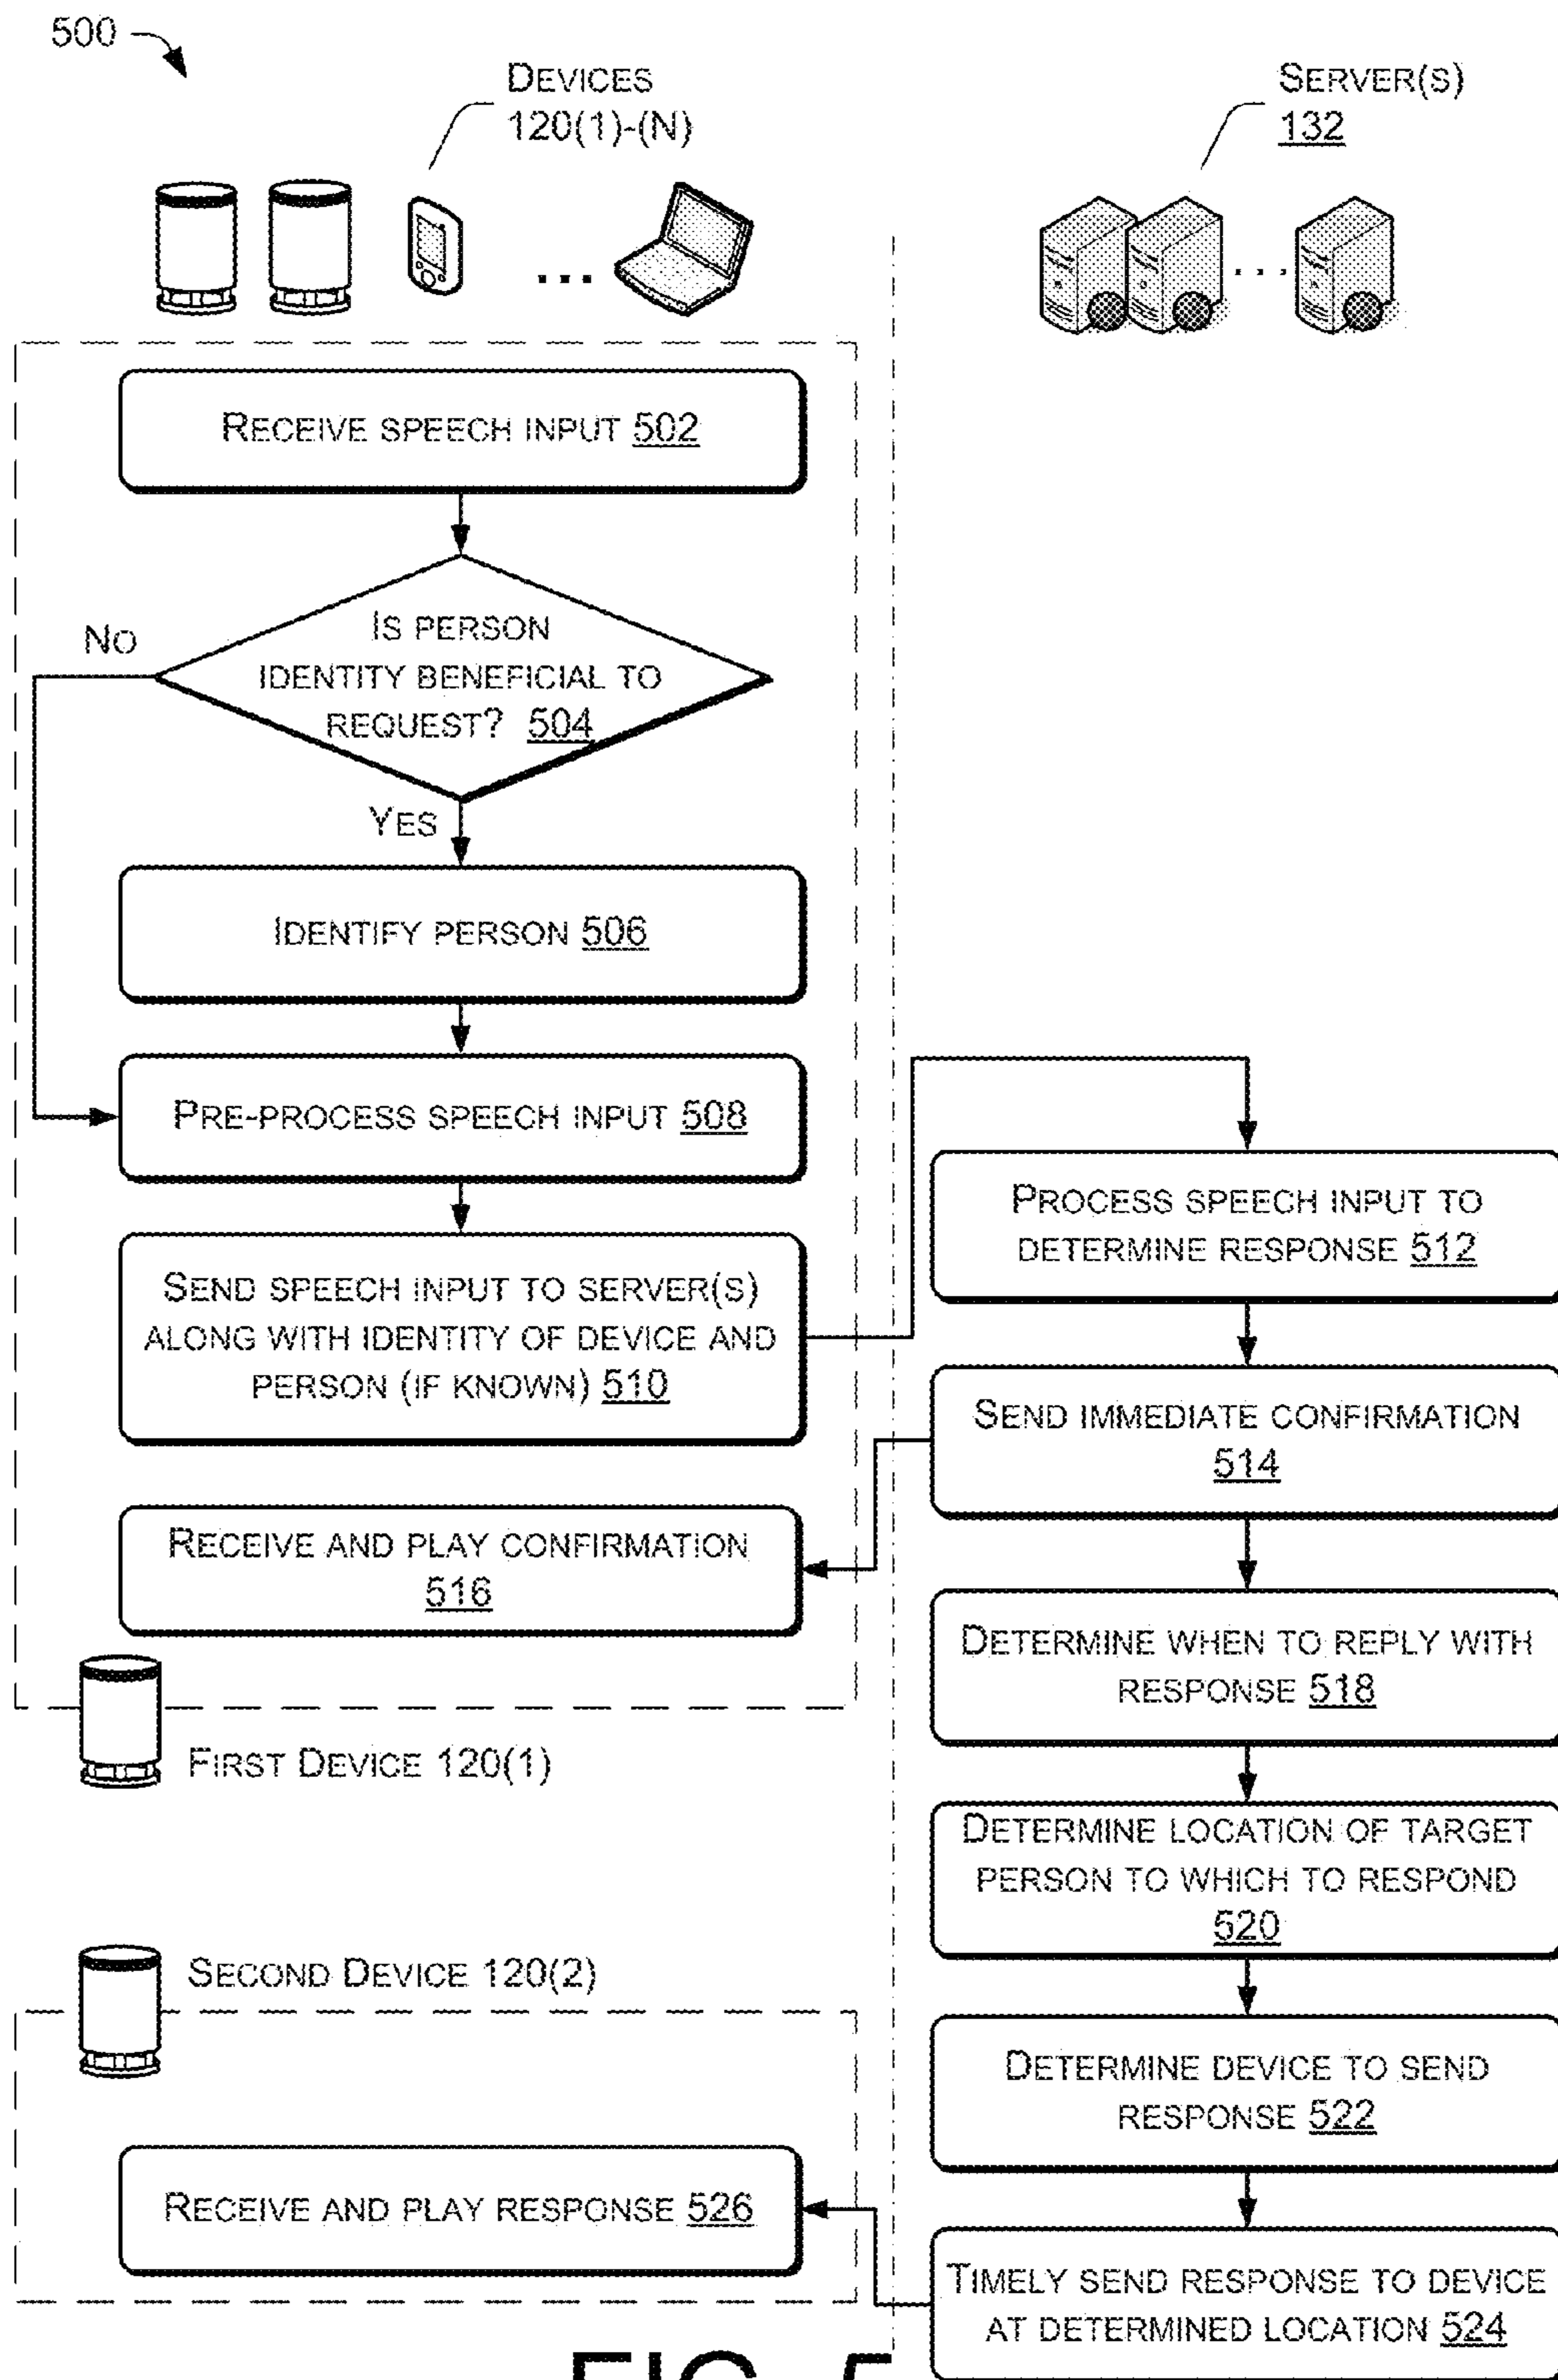 500
DEVICES
120(1)-(N)
SERVER(S)
132
...
...
RECEIVE SPEECH INPUT 502
NO
IS PERSON
IDENTITY BENEFICIAL TO
REQUEST? 504
YES
IDENTIFY PERSON 506
PRE-PROCESS SPEECH INPUT 508
SEND SPEECH INPUT TO SERVER(S)
ALONG WITH IDENTITY OF DEVICE AND
PERSON (IF KNOWN) 510
PROCESS SPEECH INPUT TO
DETERMINE RESPONSE 512
SEND IMMEDIATE CONFIRMATION
514
RECEIVE AND PLAY CONFIRMATION
516
FIRST DEVICE 120(1)
DETERMINE WHEN TO REPLY WITH
RESPONSE 518
DETERMINE LOCATION OF TARGET
PERSON TO WHICH TO RESPOND
520
SECOND DEVICE 120(2)
DETERMINE DEVICE TO SEND
RESPONSE 522
RECEIVE AND PLAY RESPONSE 526
TIMELY SEND RESPONSE TO DEVICE
AT DETERMINED LOCATION 524
FIG. 5